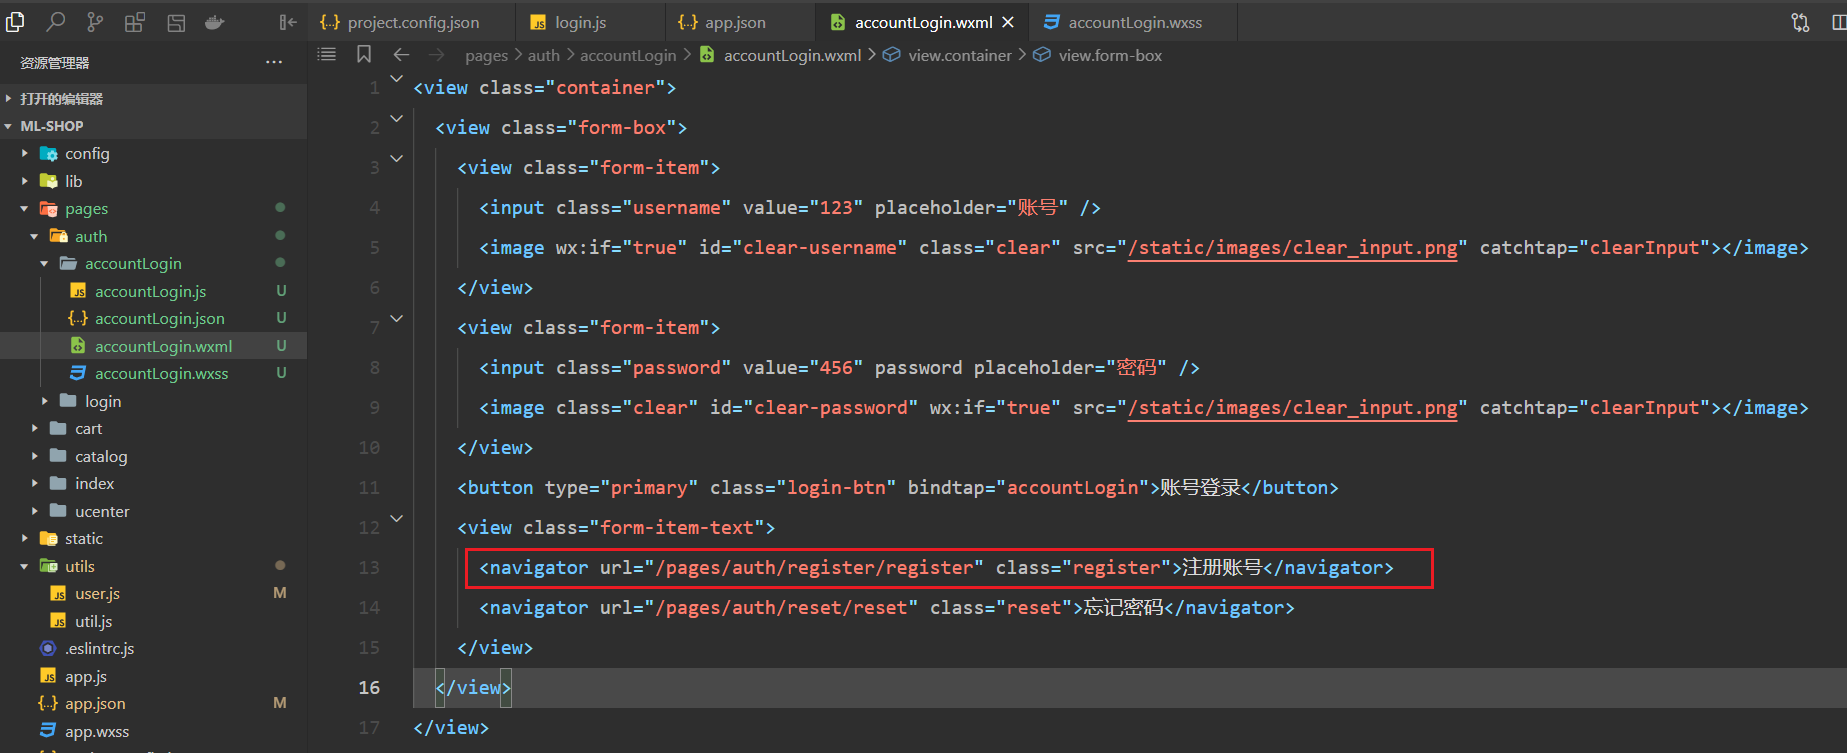 project.config.json
login.js
app.json
accountLogin.wxml
accountLogin.wxss
资源管理器
pages > auth > accountLogin > accountLogin.wxml > view.container > view.form-box
打开的编辑器
ML-SHOP
config
lib
pages
auth
accountLogin
accountLogin.js U
accountLogin.json U
accountLogin.wxml U
accountLogin.wxss U
login
cart
catalog
index
ucenter
static
utils
user.js M
util.js
.eslintrc.js
app.js
app.json M
app.wxss
1 <view class="container">
2 <view class="form-box">
3 <view class="form-item">
4 <input class="username" value="123" placeholder="账号" />
5 <image wx:if="true" id="clear-username" class="clear" src="/static/images/clear_input.png" catchtap="clearInput"></image>
6 </view>
7 <view class="form-item">
8 <input class="password" value="456" password placeholder="密码" />
9 <image class="clear" id="clear-password" wx:if="true" src="/static/images/clear_input.png" catchtap="clearInput"></image>
10 </view>
11 <button type="primary" class="login-btn" bindtap="accountLogin">账号登录</button>
12 <view class="form-item-text">
13 <navigator url="/pages/auth/register/register" class="register">注册账号</navigator>
14 <navigator url="/pages/auth/reset/reset" class="reset">忘记密码</navigator>
15 </view>
16 </view>
17 </view>